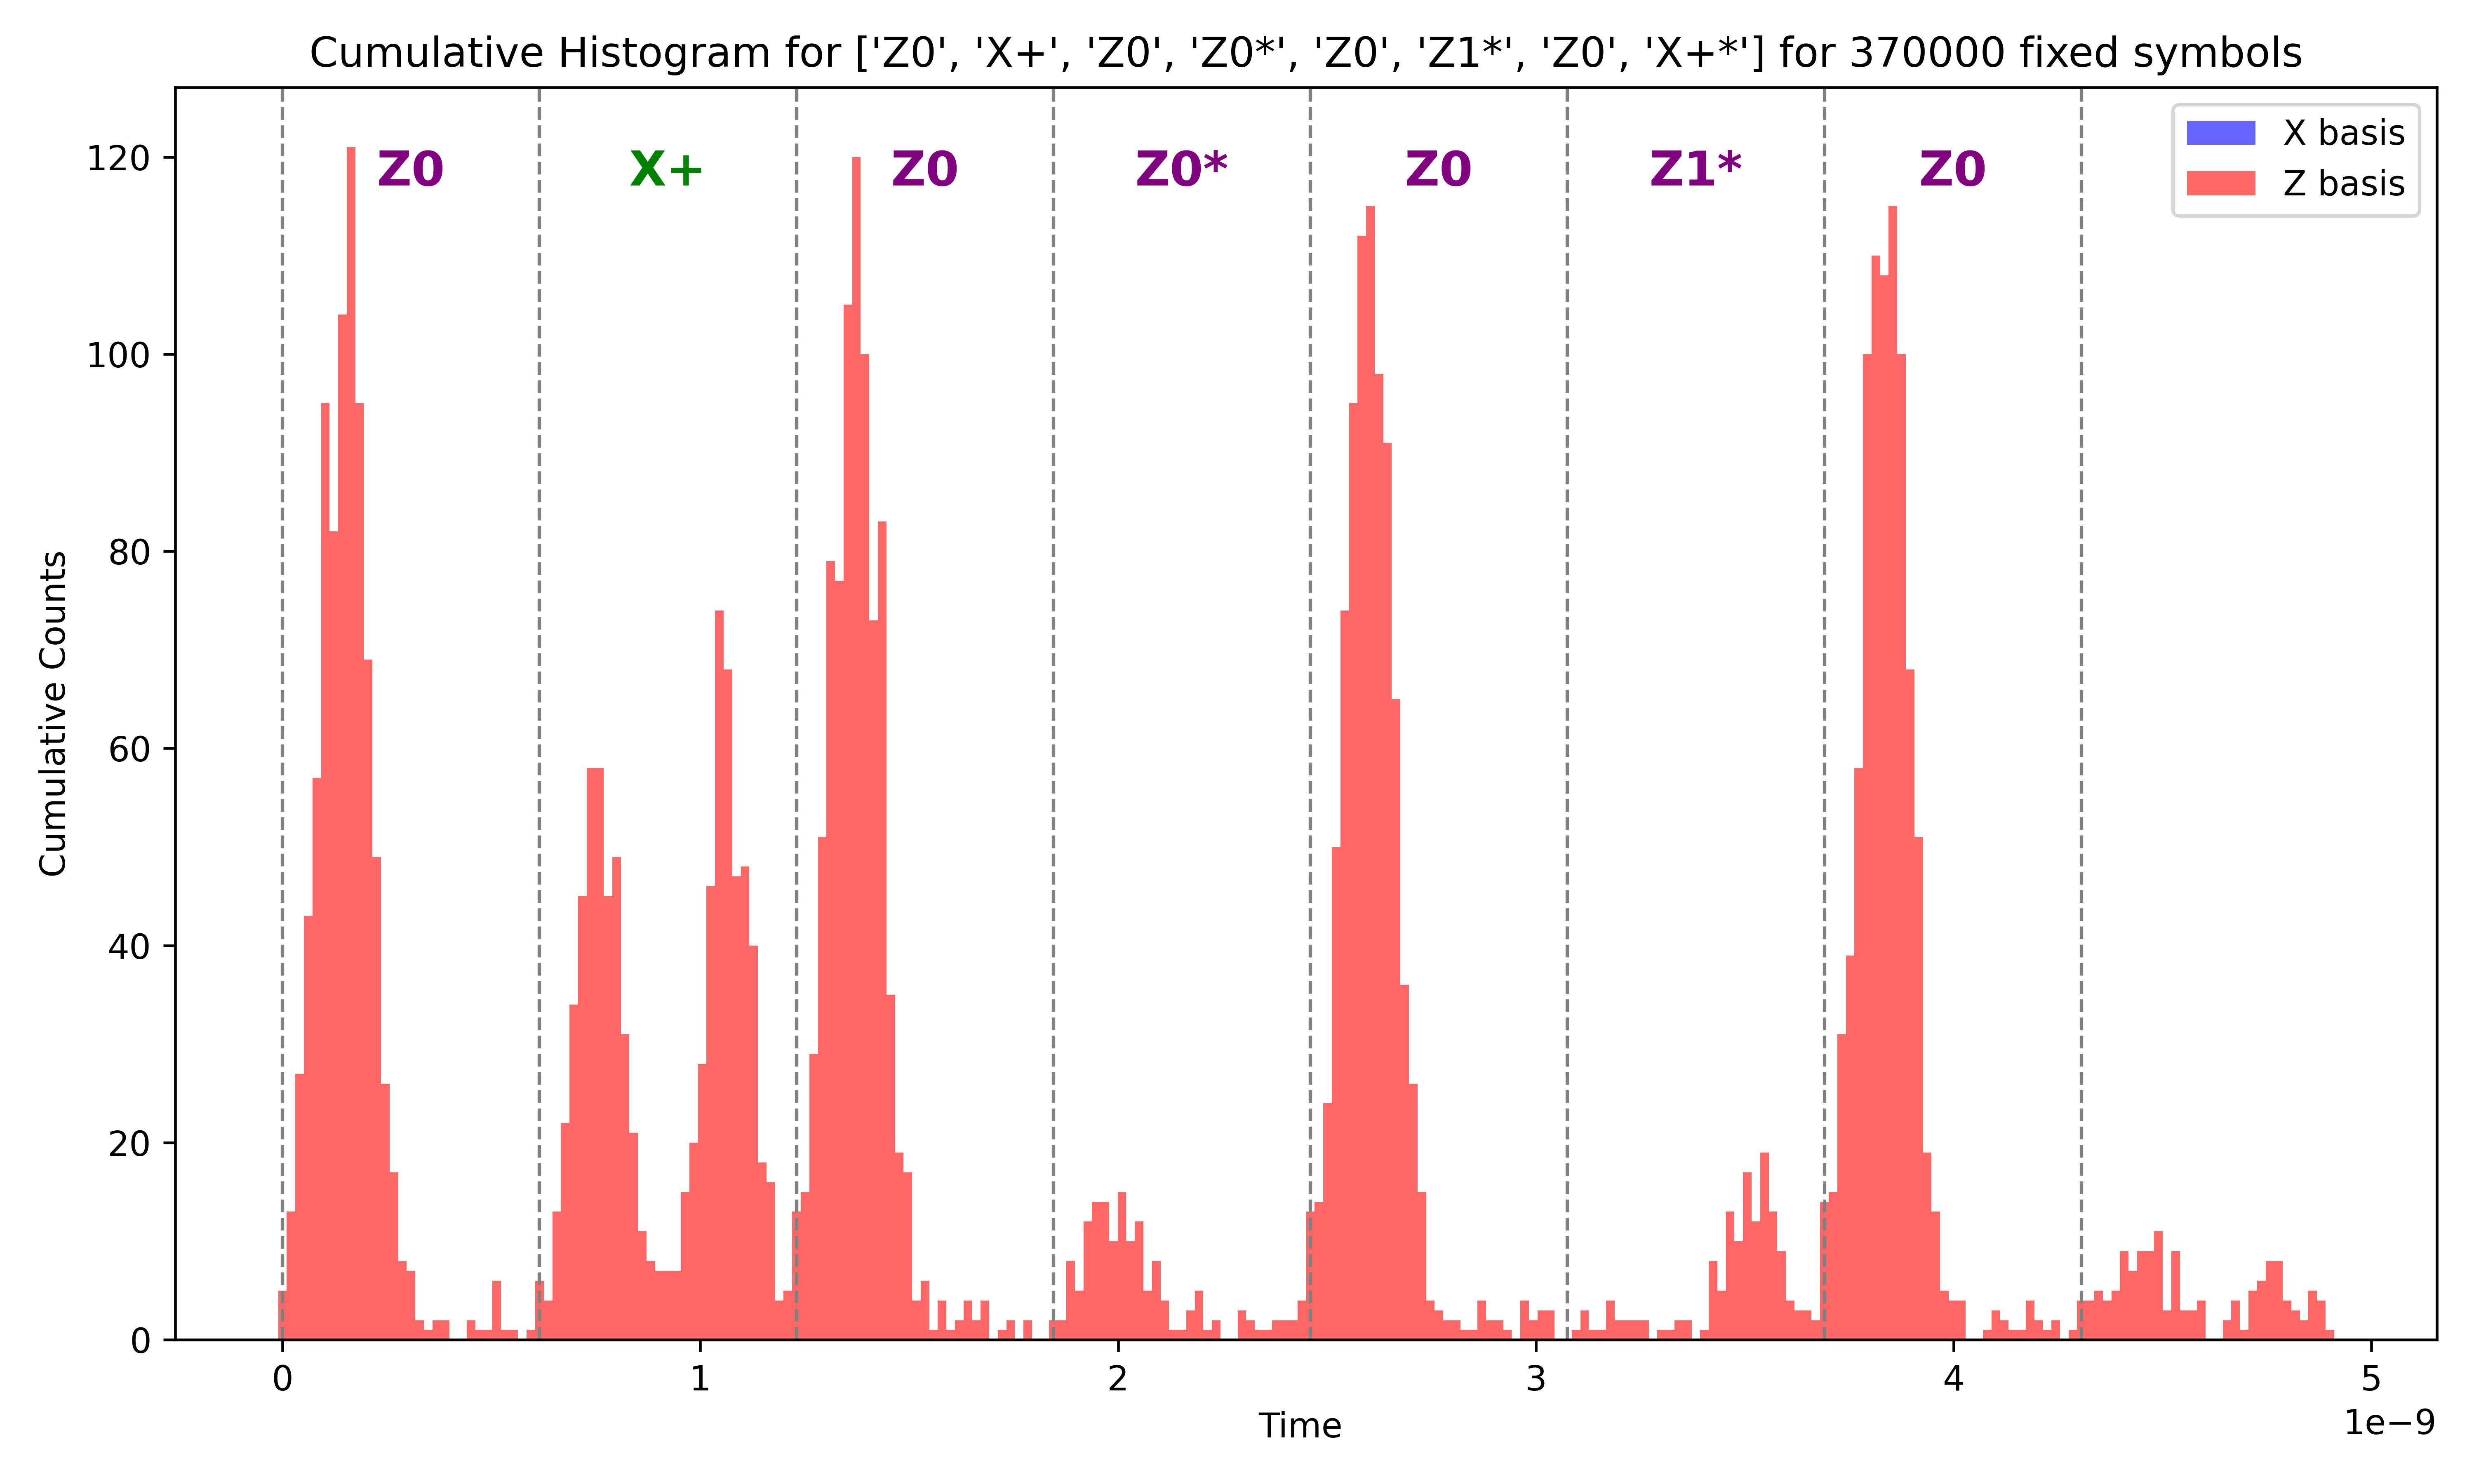 Cumulative Histogram for ['Z0', 'X+', 'Z0', 'Z0*', 'Z0', 'Z1*', 'Z0', 'X+*'] for 370000 fixed symbols
X basis
Z basis
Z0 X+ Z0 Z0* Z0 Z1* Z0
Cumulative Counts
120
100
80
60
40
20
0
0 1 2 3 4 5
Time
1e−9